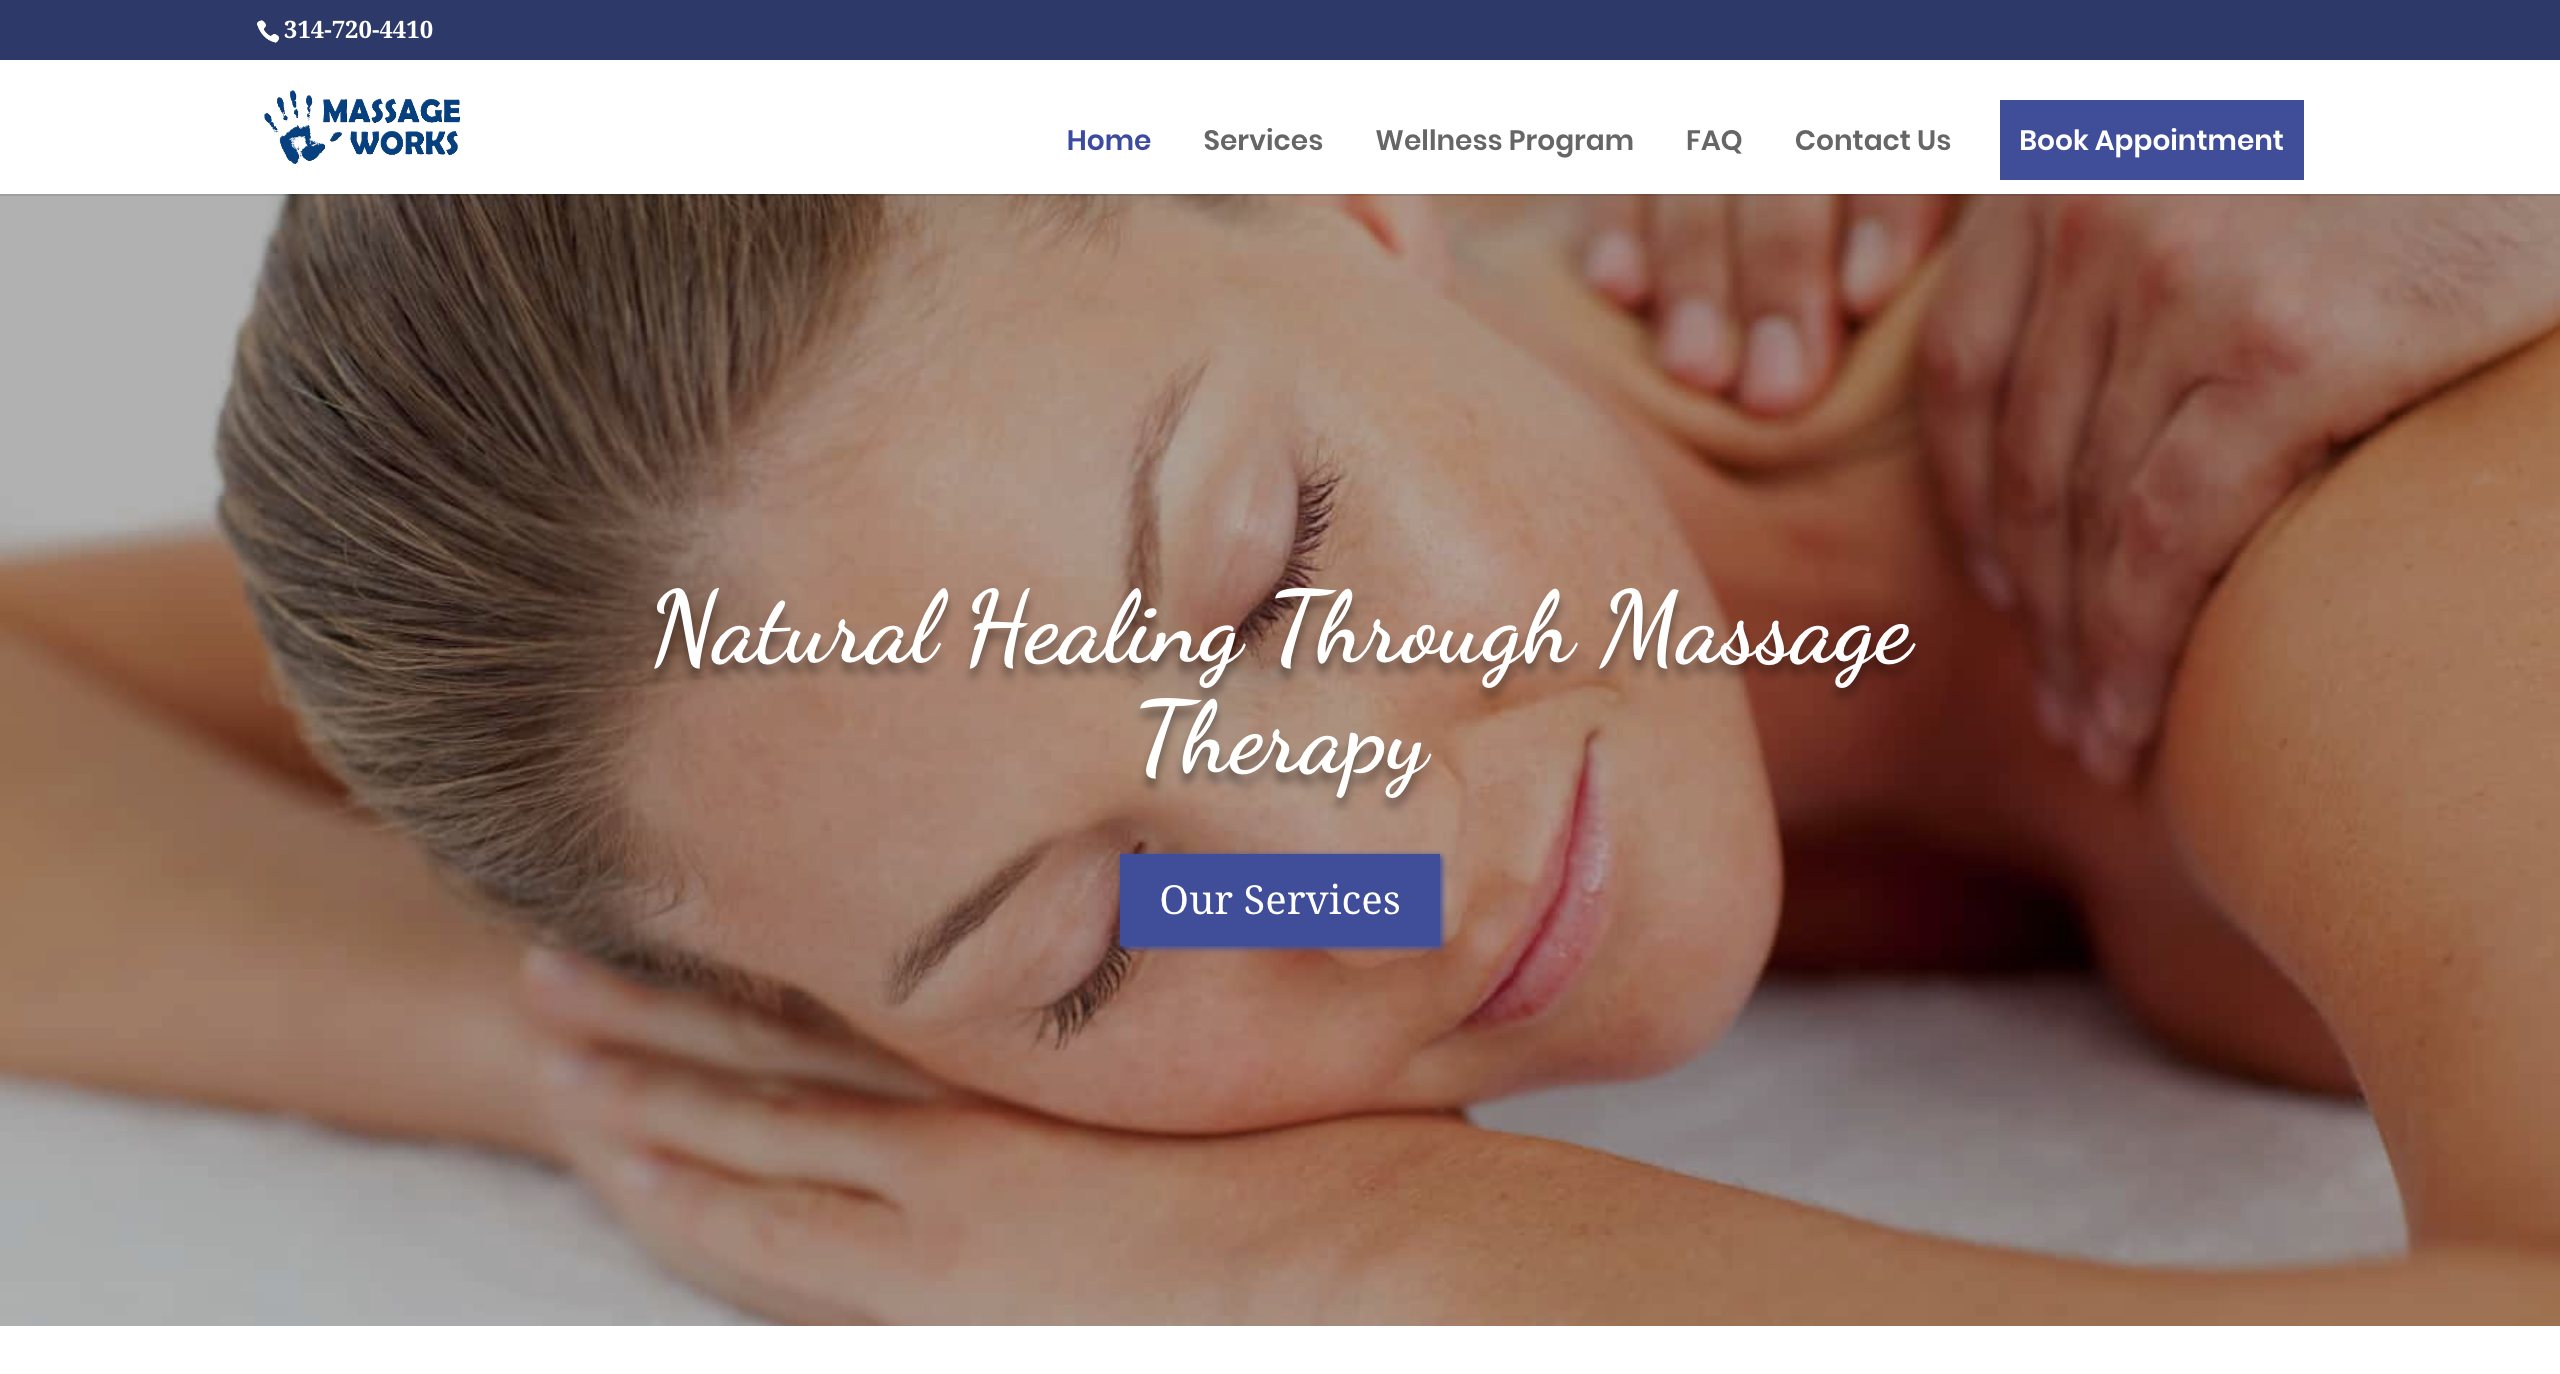 314-720-4410
MASSAGE
WORKS
Home
Services
Wellness Program
FAQ
Contact Us
Book Appointment
Natural Healing Through Massage
Therapy
Our Services